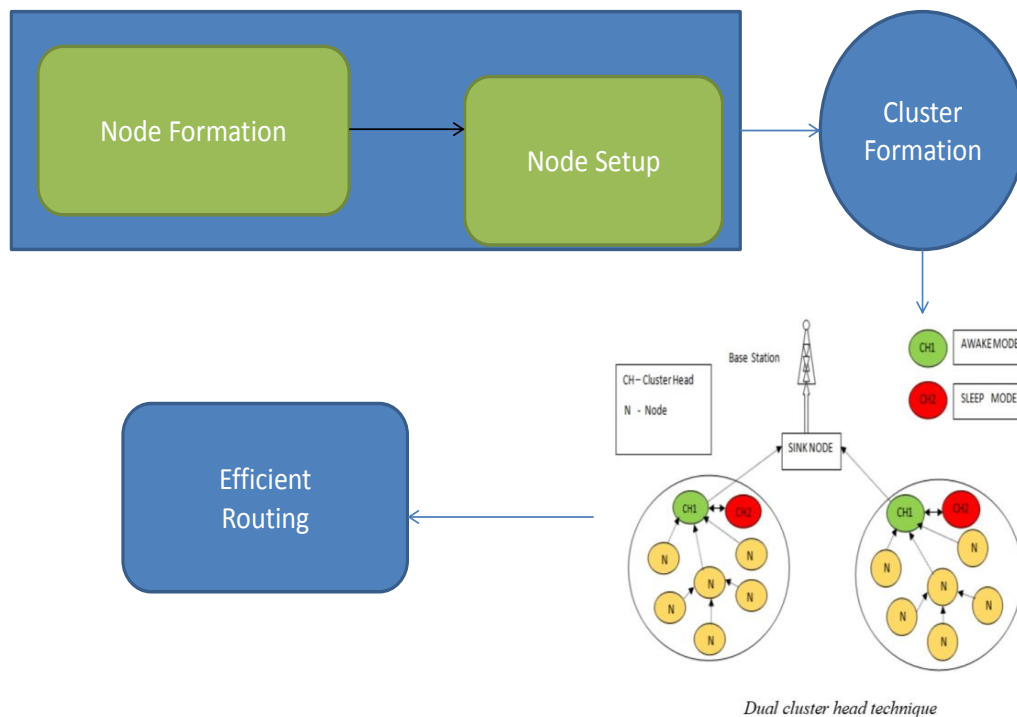 Node Formation
Node Setup
Cluster
Formation
Base Station
CH1
AWAKE MODE
CH2
SLEEP MODE
CH – Cluster Head
N - Node
SINK NODE
Efficient
Routing
CH1
CH2
N
N
N
N
N
N
CH1
CH2
N
N
N
N
N
N
Dual cluster head technique